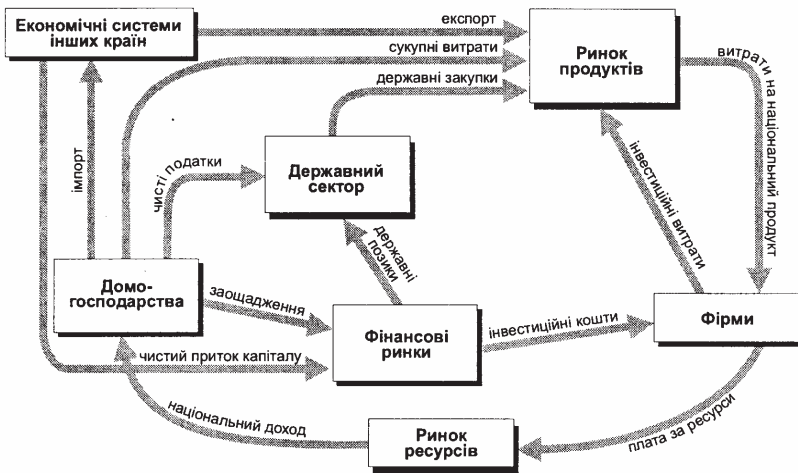 Економічні системи
інших країн
експорт
сукупні витрати
державні закупки
Ринок
продуктів
витрати на національний продукт
імпорт
чисті податки
Державний
сектор
інвестиційні витрати
державні
позики
Домо-
господарства
заощадження
Фінансові
ринки
інвестиційні кошти
Фірми
чистий приток капіталу
національний доход
Ринок
ресурсів
плата за ресурси